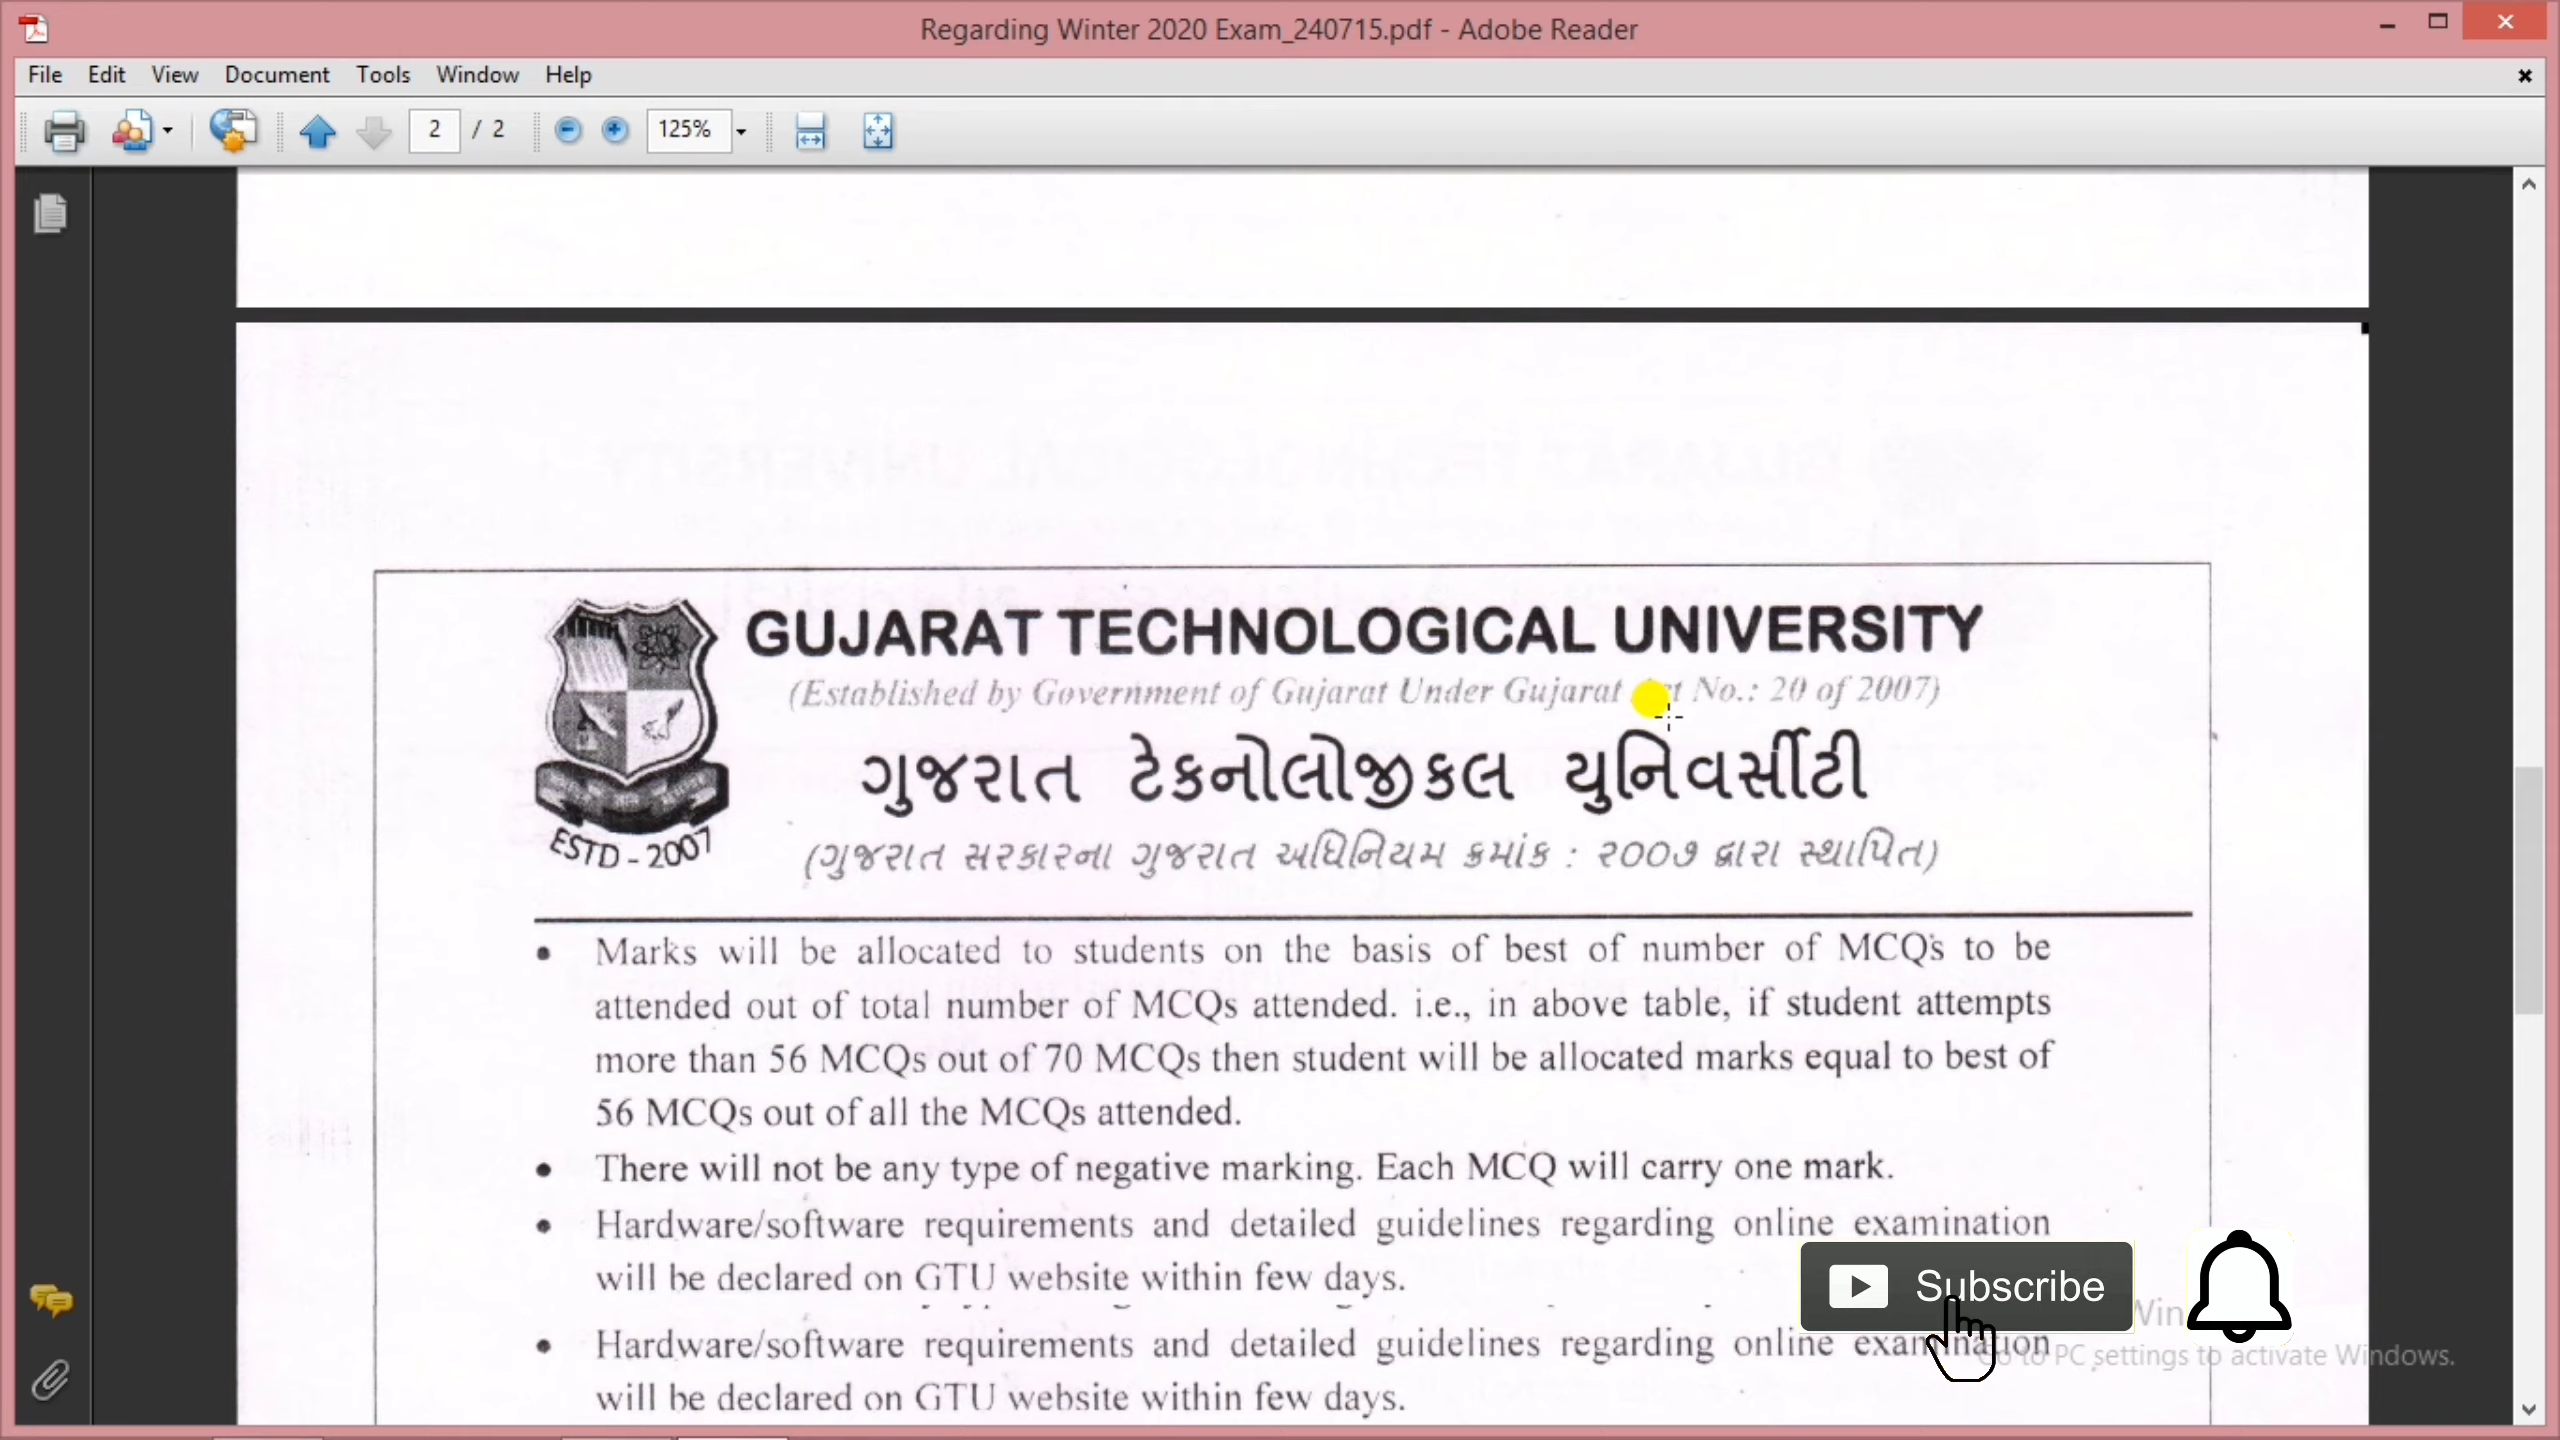 Regarding Winter 2020 Exam_240715.pdf - Adobe Reader
File Edit View Document Tools Window Help
2 / 2 125%
GUJARAT TECHNOLOGICAL UNIVERSITY
(Established by Government of Gujarat Under Gujarat No.: 20 of 2007)
ગુજરાત ટેકનોલોજીકલ યુનિવર્સીટી
(ગુજરાત સરકારના ગુજરાત અધિનિયમ ક્રમાંક : ૨૦૦૭ દ્વારા સ્થાપિત)
ESTD - 2007
• Marks will be allocated to students on the basis of best of number of MCQs to be
attended out of total number of MCQs attended. i.e., in above table, if student attempts
more than 56 MCQs out of 70 MCQs then student will be allocated marks equal to best of
56 MCQs out of all the MCQs attended.
• There will not be any type of negative marking. Each MCQ will carry one mark.
• Hardware/software requirements and detailed guidelines regarding online examination
will be declared on GTU website within few days.
Subscribe
• Hardware/software requirements and detailed guidelines regarding online examination
to PC settings to activate Windows.
will be declared on GTU website within few days.